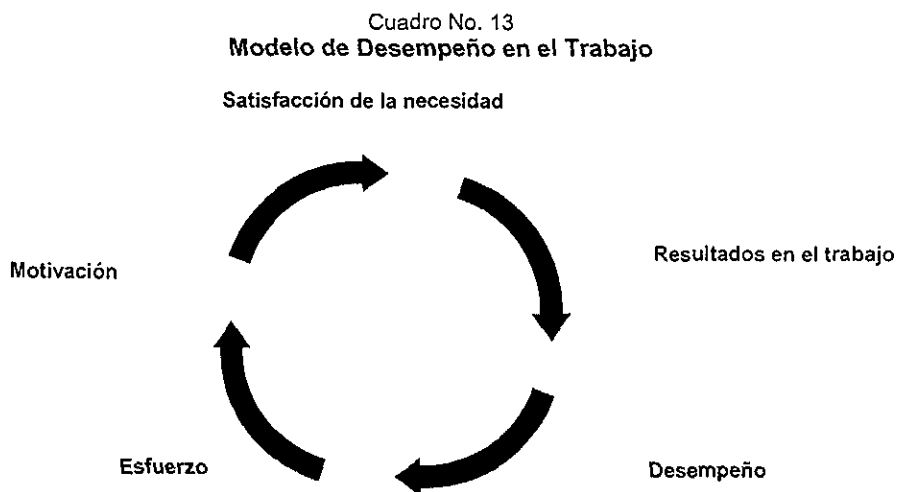 Cuadro No. 13
Modelo de Desempeño en el Trabajo
Satisfacción de la necesidad
Resultados en el trabajo
Motivación
Esfuerzo
Desempeño